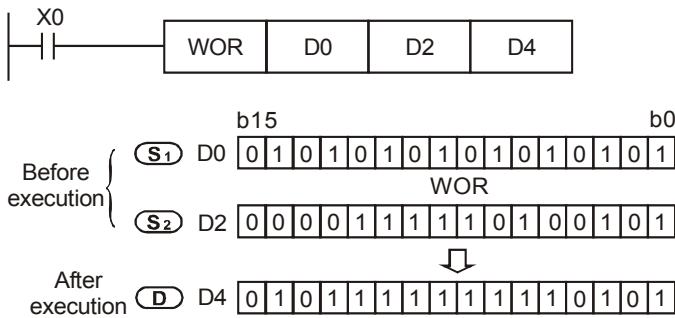 X0
WOR D0 D2 D4
b15 b0
Before execution
S1 D0 0 1 0 1 0 1 0 1 0 1 0 1 0 1 0 1
WOR
S2 D2 0 0 0 0 1 1 1 1 1 0 1 0 0 1 0 1
After execution
D D4 0 1 0 1 1 1 1 1 1 1 1 1 0 1 0 1